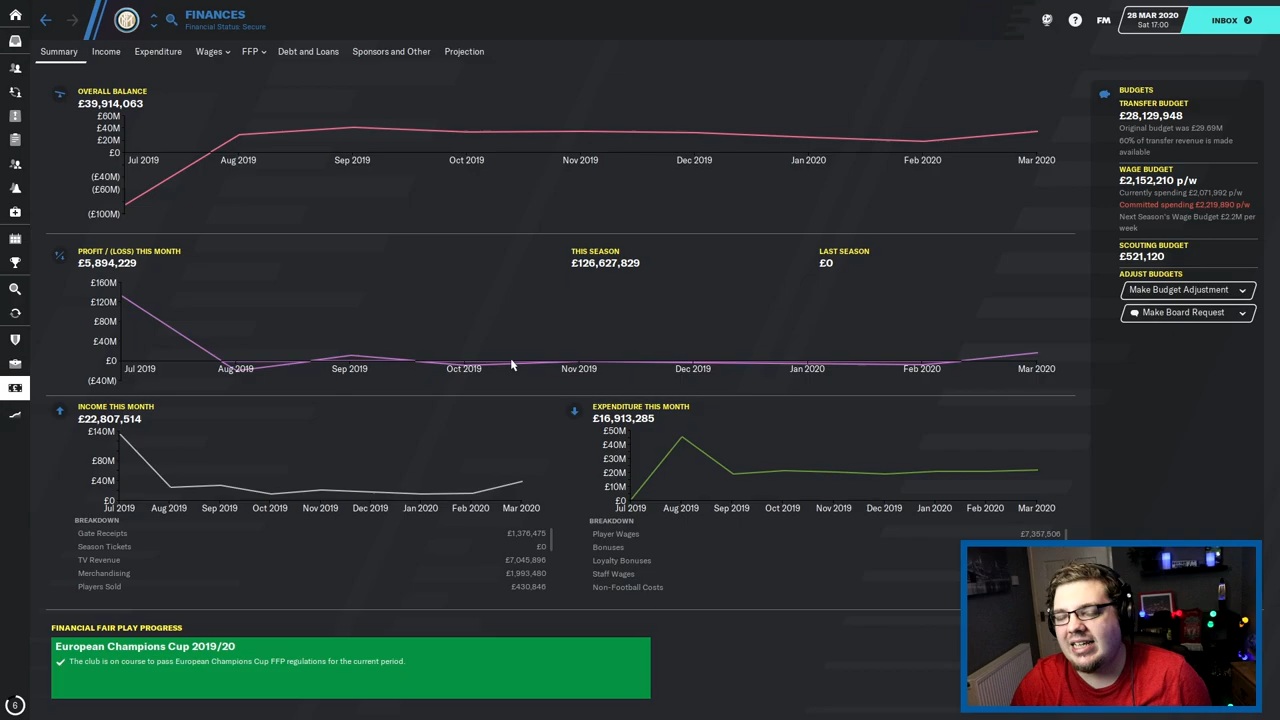 FINANCES
Financial Status: Secure
FM
28 MAR 2020
Sat 17:00
INBOX
Summary
Income
Expenditure
Wages
FFP
Debt and Loans
Sponsors and Other
Projection
OVERALL BALANCE
£39,914,063
£60M
£40M
£20M
£0
(£40M)
(£60M)
(£100M)
Jul 2019 Aug 2019 Sep 2019 Oct 2019 Nov 2019 Dec 2019 Jan 2020 Feb 2020 Mar 2020
PROFIT / (LOSS) THIS MONTH
£5,894,229
THIS SEASON
£126,627,829
LAST SEASON
£0
£160M
£120M
£80M
£40M
£0
(£40M)
Jul 2019 Aug 2019 Sep 2019 Oct 2019 Nov 2019 Dec 2019 Jan 2020 Feb 2020 Mar 2020
INCOME THIS MONTH
£22,807,514
£140M
£80M
£40M
£0
Jul 2019 Aug 2019 Sep 2019 Oct 2019 Nov 2019 Dec 2019 Jan 2020 Feb 2020 Mar 2020
BREAKDOWN
Gate Receipts £1,376,475
Season Tickets £0
TV Revenue £7,045,896
Merchandising £1,993,480
Players Sold £430,846
EXPENDITURE THIS MONTH
£16,913,285
£50M
£40M
£30M
£20M
£10M
£0
Jul 2019 Aug 2019 Sep 2019 Oct 2019 Nov 2019 Dec 2019 Jan 2020 Feb 2020 Mar 2020
BREAKDOWN
Player Wages £7,357,506
Bonuses
Loyalty Bonuses
Staff Wages
Non-Football Costs
FINANCIAL FAIR PLAY PROGRESS
European Champions Cup 2019/20
The club is on course to pass European Champions Cup FFP regulations for the current period.
BUDGETS
TRANSFER BUDGET
£28,129,948
Original budget was £29.69M
60% of transfer revenue is made
available
WAGE BUDGET
£2,152,210 p/w
Currently spending £2,071,992 p/w
Committed spending £2,219,890 p/w
Next Season's Wage Budget £2.2M per
week
SCOUTING BUDGET
£521,120
ADJUST BUDGETS
Make Budget Adjustment
Make Board Request
6